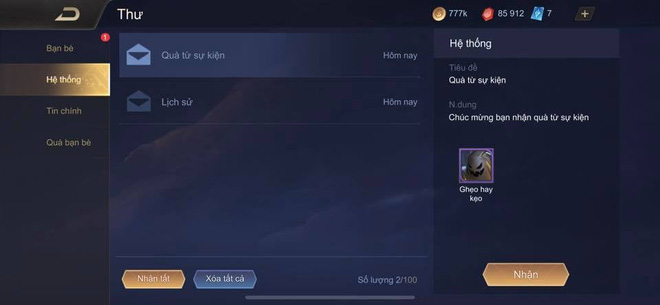 Thư
777k
85 912
7
+
Bạn bè
1
Hệ thống
Tin chính
Quà bạn bè
Quà từ sự kiện
Hôm nay
Lịch sử
Hôm nay
Nhận tất
Xóa tất cả
Số lượng 2/100
Hệ thống
Tiêu đề
Quà từ sự kiện
N.dung
Chúc mừng bạn nhận quà từ sự kiện
Ghẹo hay
kẹo
Nhận